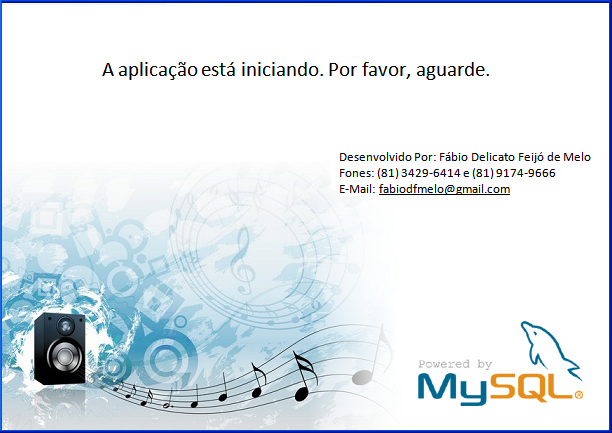 A aplicação está iniciando. Por favor, aguarde.
Desenvolvido Por: Fábio Delicato Feijó de Melo
Fones: (81) 3429-6414 e (81) 9174-9666
E-Mail: fabiodfmelo@gmail.com
Powered by
MySQL®